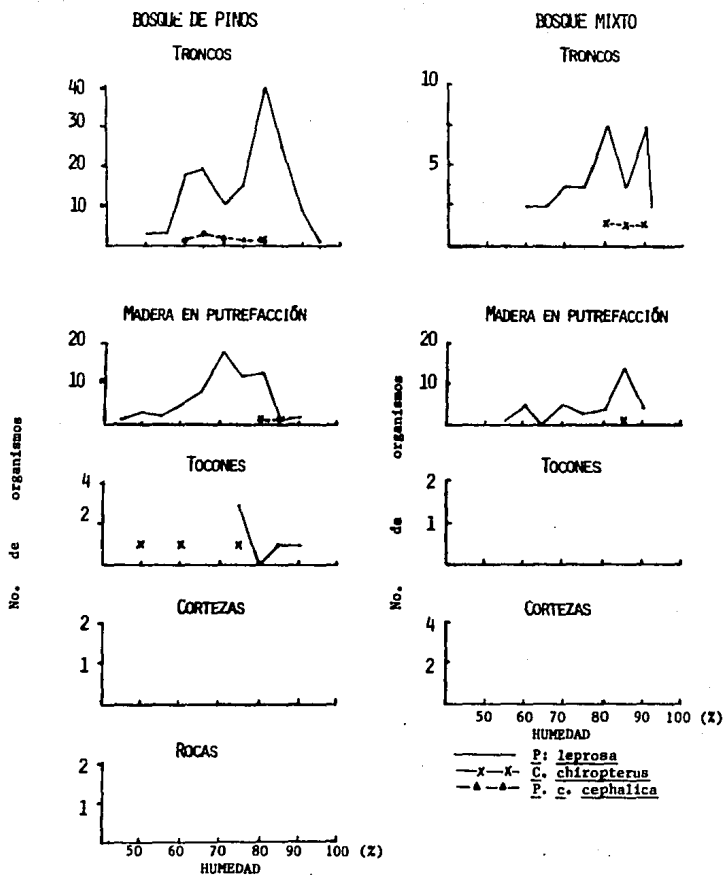 BOSQUE DE PINOS
TRONCOS
40
30
20
10
MADERA EN PUTREFACCIÓN
20
10
TOCONES
4
2
CORTEZAS
2
1
ROCAS
2
1
50 60 70 80 90 100 (%)
HUMEDAD
No. de organismos
BOSQUE MIXTO
TRONCOS
10
5
MADERA EN PUTREFACCIÓN
20
10
TOCONES
2
1
CORTEZAS
4
2
50 60 70 80 90 100 (%)
HUMEDAD
No. de organismos
P: leprosa
C. chiropterus
P. c. cephalica